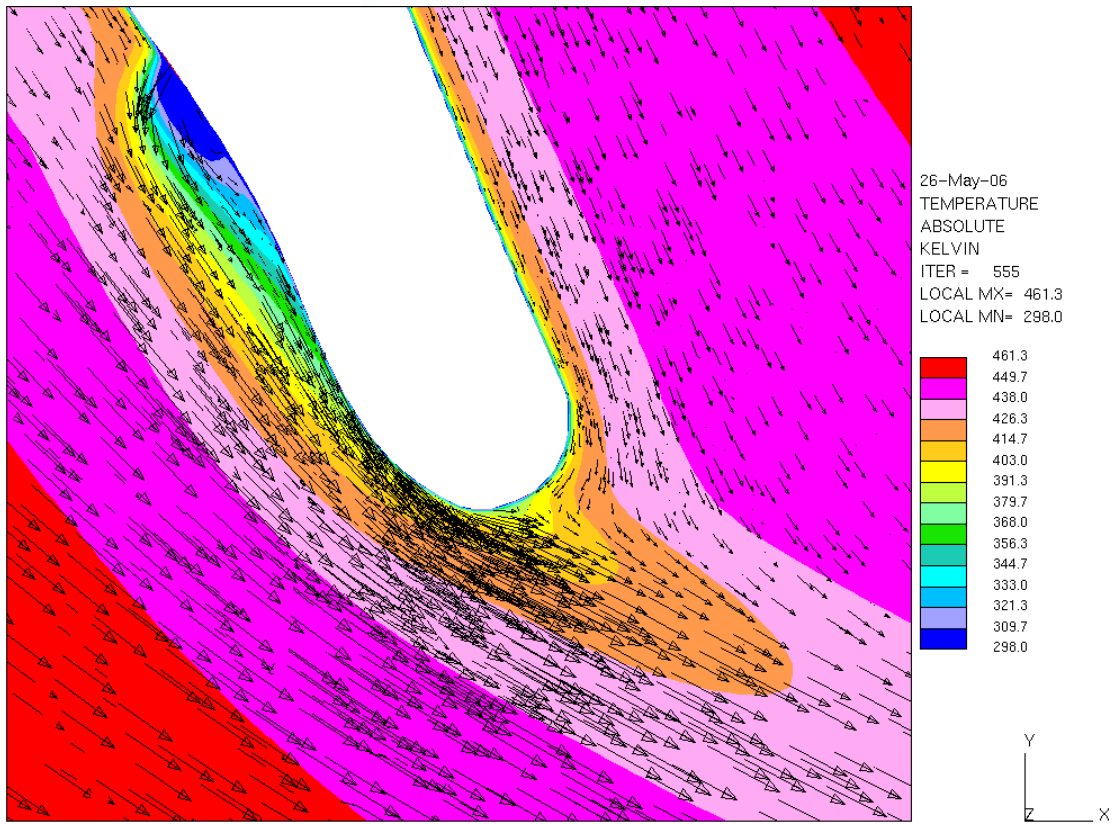 26-May-06
TEMPERATURE
ABSOLUTE
KELVIN
ITER = 555
LOCAL MX= 461.3
LOCAL MN= 298.0
461.3
449.7
438.0
426.3
414.7
403.0
391.3
379.7
368.0
356.3
344.7
333.0
321.3
309.7
298.0
Y
Z X